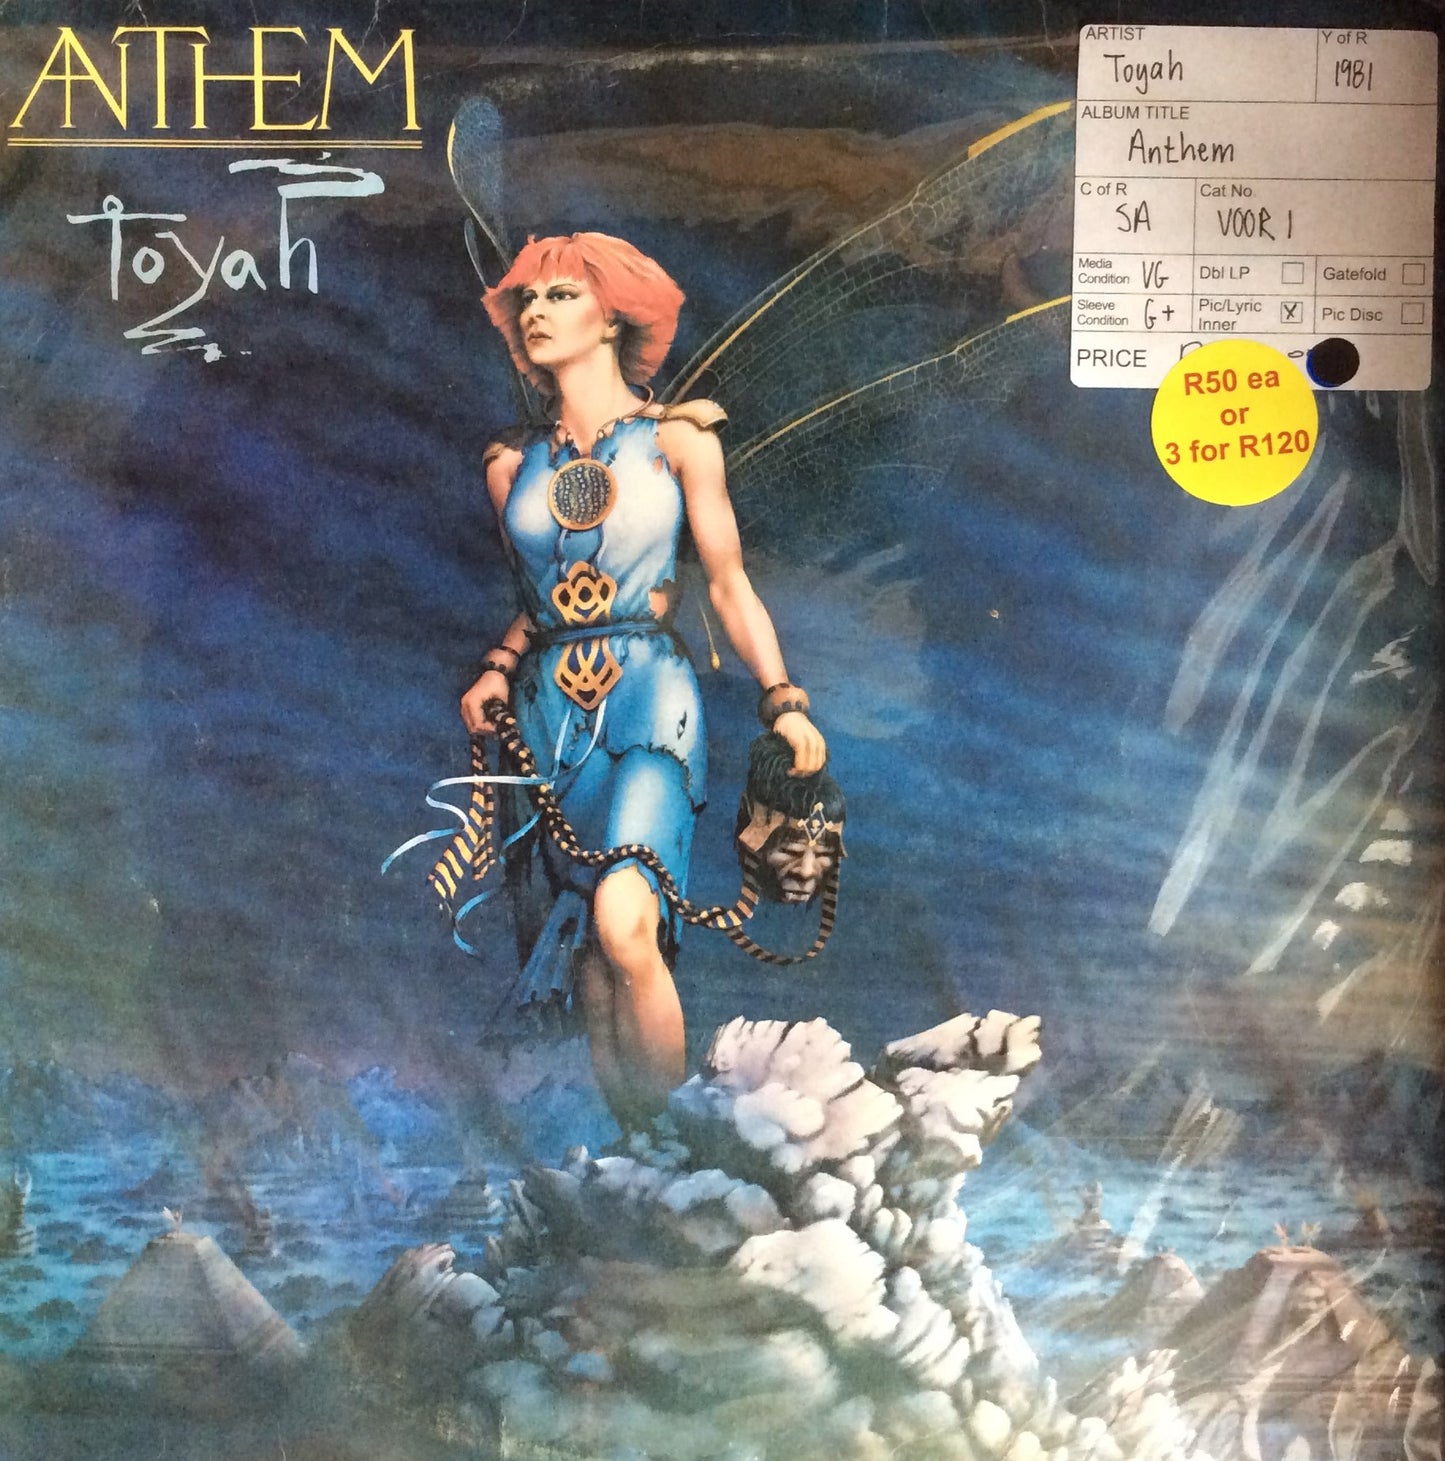 ANTHEM
Toyah
ARTIST
Toyah
Y of R
1981
ALBUM TITLE
Anthem
C of R
SA
Cat No
VOOR 1
Media
Condition VG
Dbl LP
Gatefold
Sleeve
Condition G+
Pic/Lyric
Inner X
Pic Disc
PRICE
R50 ea
or
3 for R120